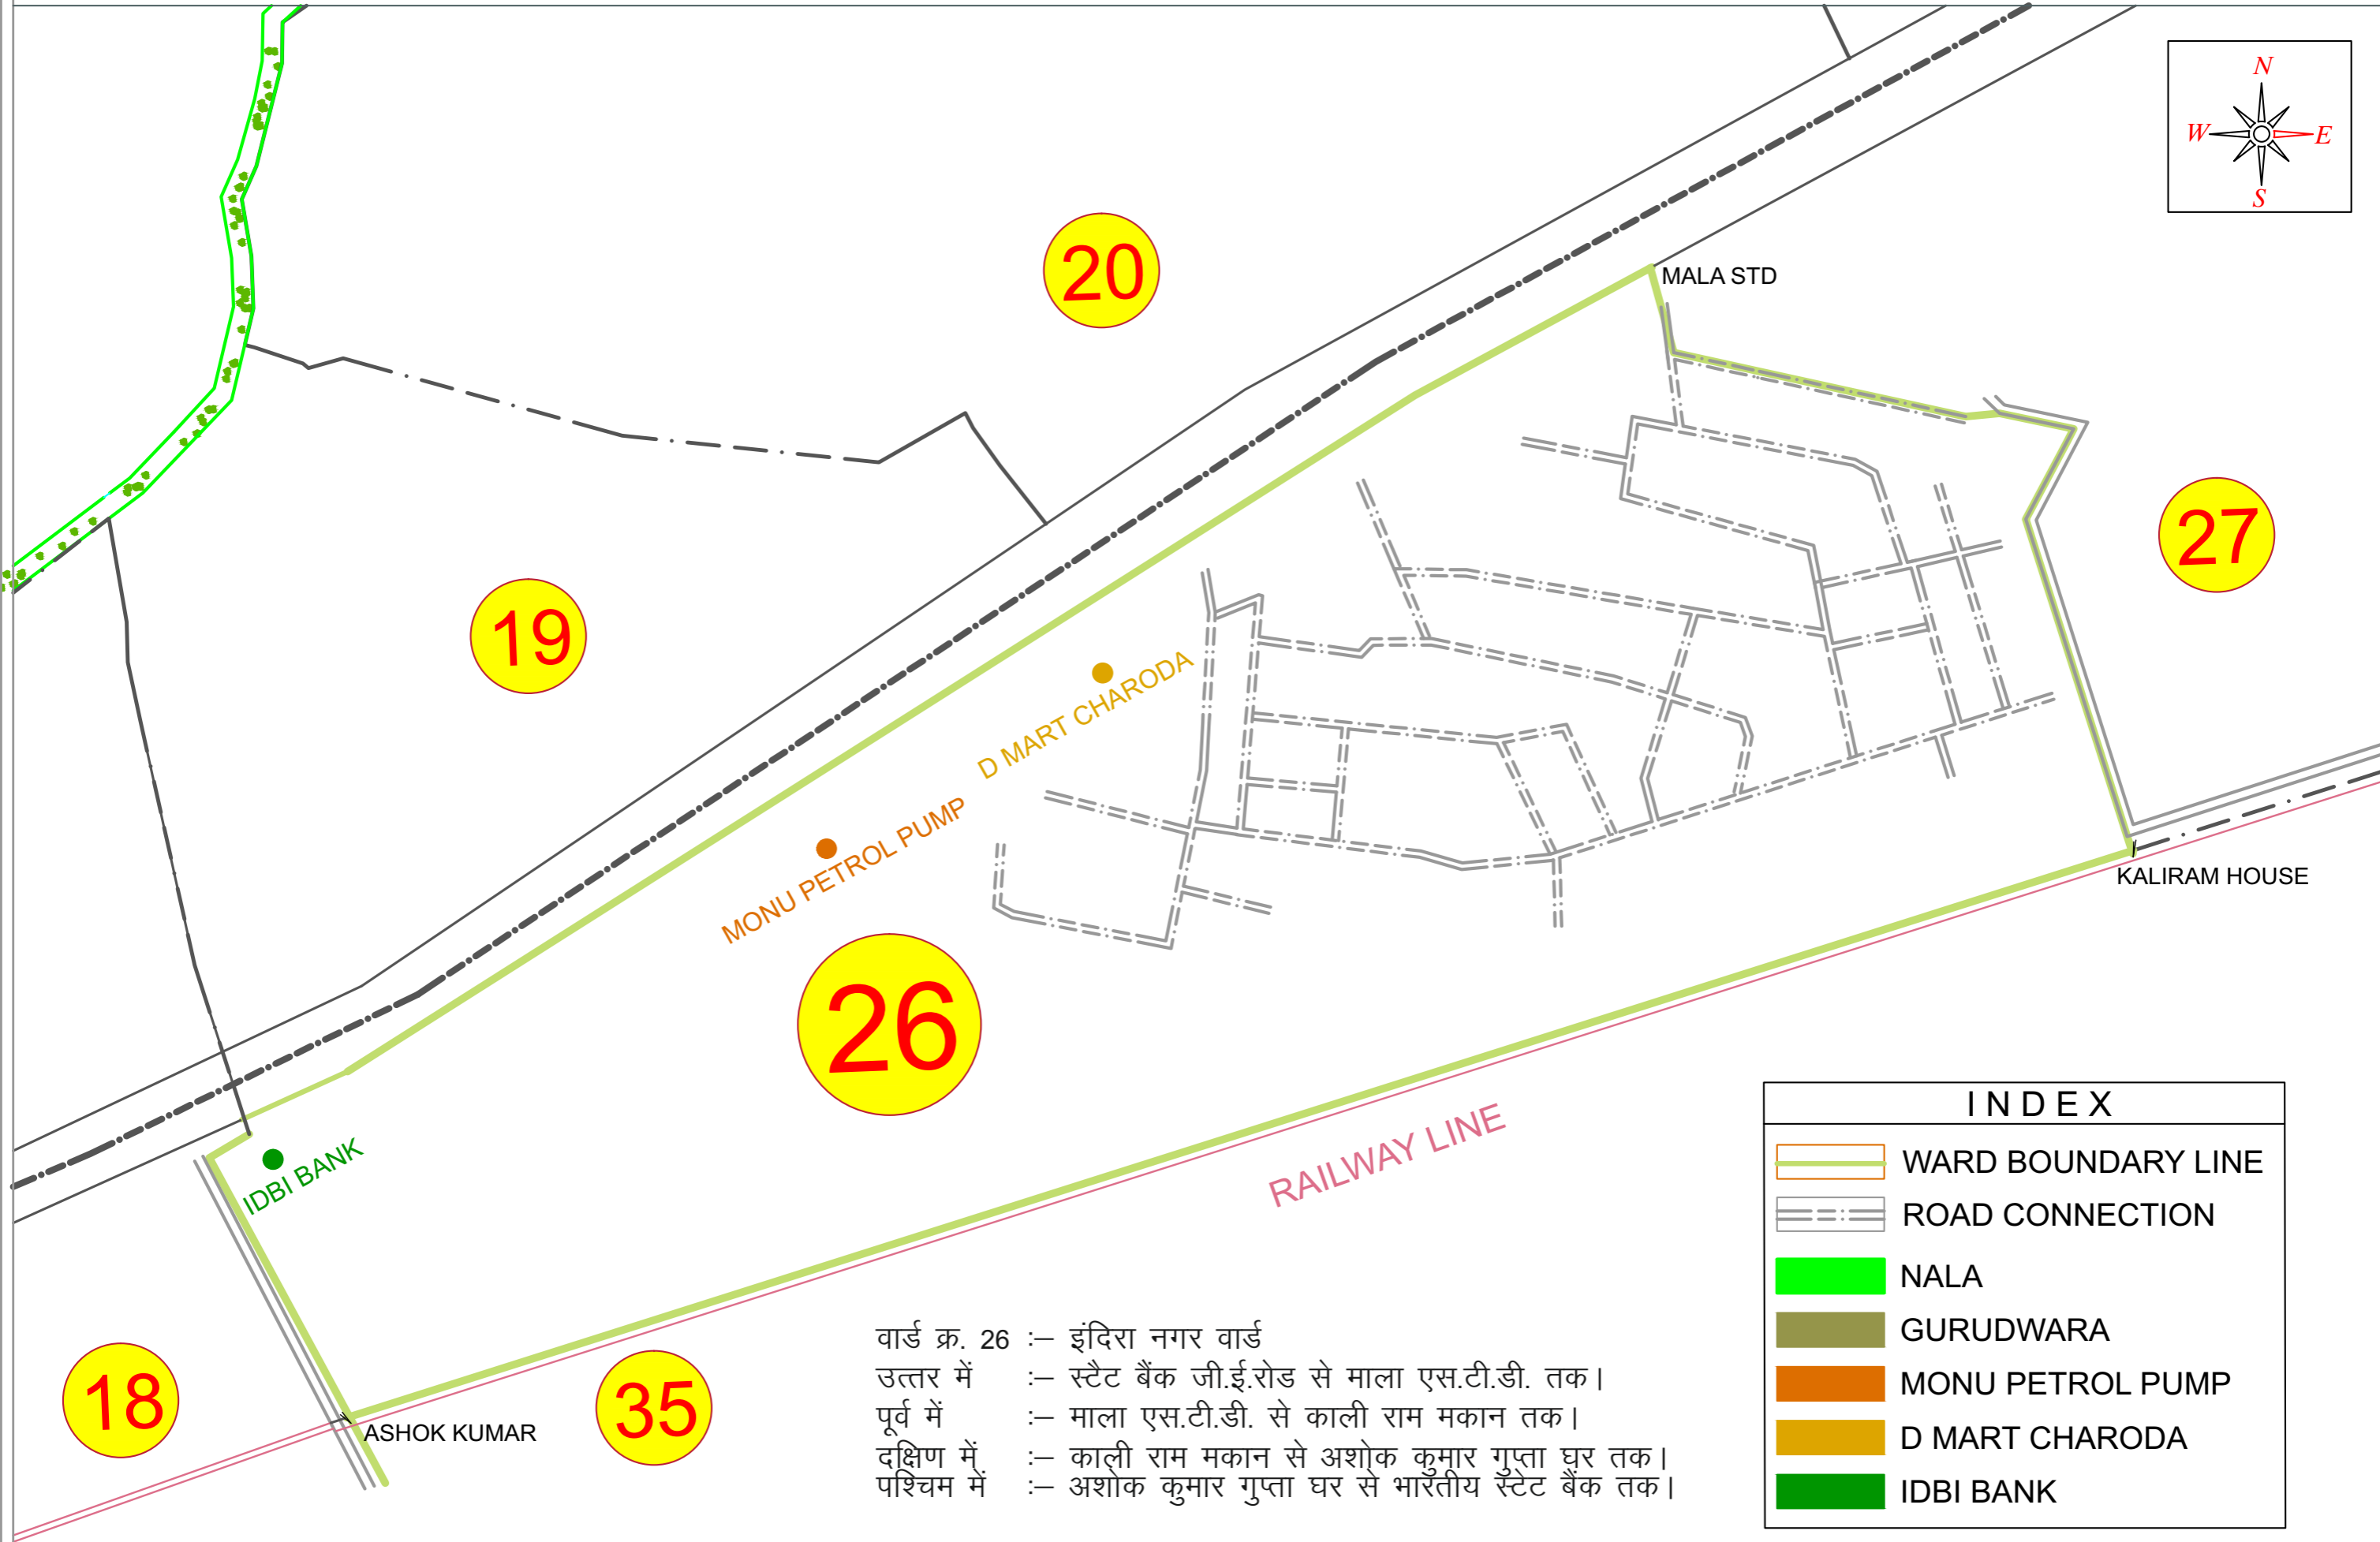 N
W E
S
20
MALA STD
27
19
D MART CHARODA
MONU PETROL PUMP
KALIRAM HOUSE
26
IDBI BANK
RAILWAY LINE
18
35
ASHOK KUMAR
वार्ड क्र. 26 :– इंदिरा नगर वार्ड
उत्तर में :– स्टैट बैंक जी.ई.रोड से माला एस.टी.डी. तक।
पूर्व में :– माला एस.टी.डी. से काली राम मकान तक।
दक्षिण में :– काली राम मकान से अशोक कुमार गुप्ता घर तक।
पश्चिम में :– अशोक कुमार गुप्ता घर से भारतीय स्टेट बैंक तक।
INDEX
WARD BOUNDARY LINE
ROAD CONNECTION
NALA
GURUDWARA
MONU PETROL PUMP
D MART CHARODA
IDBI BANK